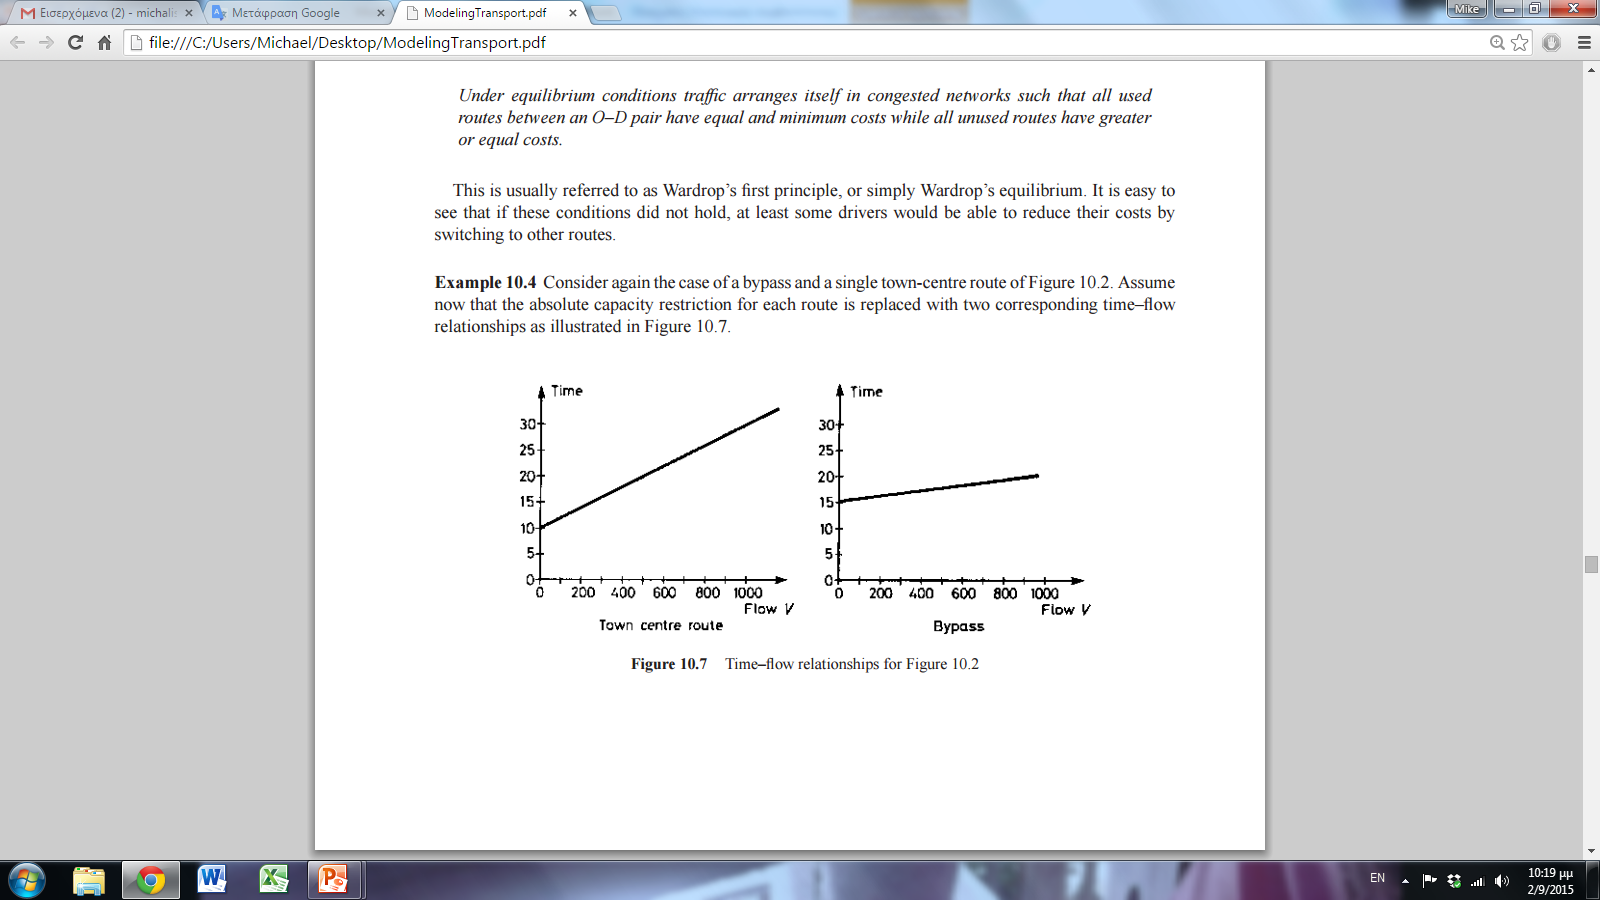 Εισερχόμενα (2) - michali
Μετάφραση Google
ModelingTransport.pdf
Mike
file:///C:/Users/Michael/Desktop/ModelingTransport.pdf
Under equilibrium conditions traffic arranges itself in congested networks such that all used
routes between an O–D pair have equal and minimum costs while all unused routes have greater
or equal costs.
This is usually referred to as Wardrop's first principle, or simply Wardrop's equilibrium. It is easy to
see that if these conditions did not hold, at least some drivers would be able to reduce their costs by
switching to other routes.
Example 10.4 Consider again the case of a bypass and a single town-centre route of Figure 10.2. Assume
now that the absolute capacity restriction for each route is replaced with two corresponding time–flow
relationships as illustrated in Figure 10.7.
Time
30
25
20
15
10
5
0
0 200 400 600 800 1000
Flow V
Town centre route
Time
30
25
20
15
10
5
0
0 200 400 600 800 1000
Flow V
Bypass
Figure 10.7 Time–flow relationships for Figure 10.2
EN
10:19 μμ
2/9/2015